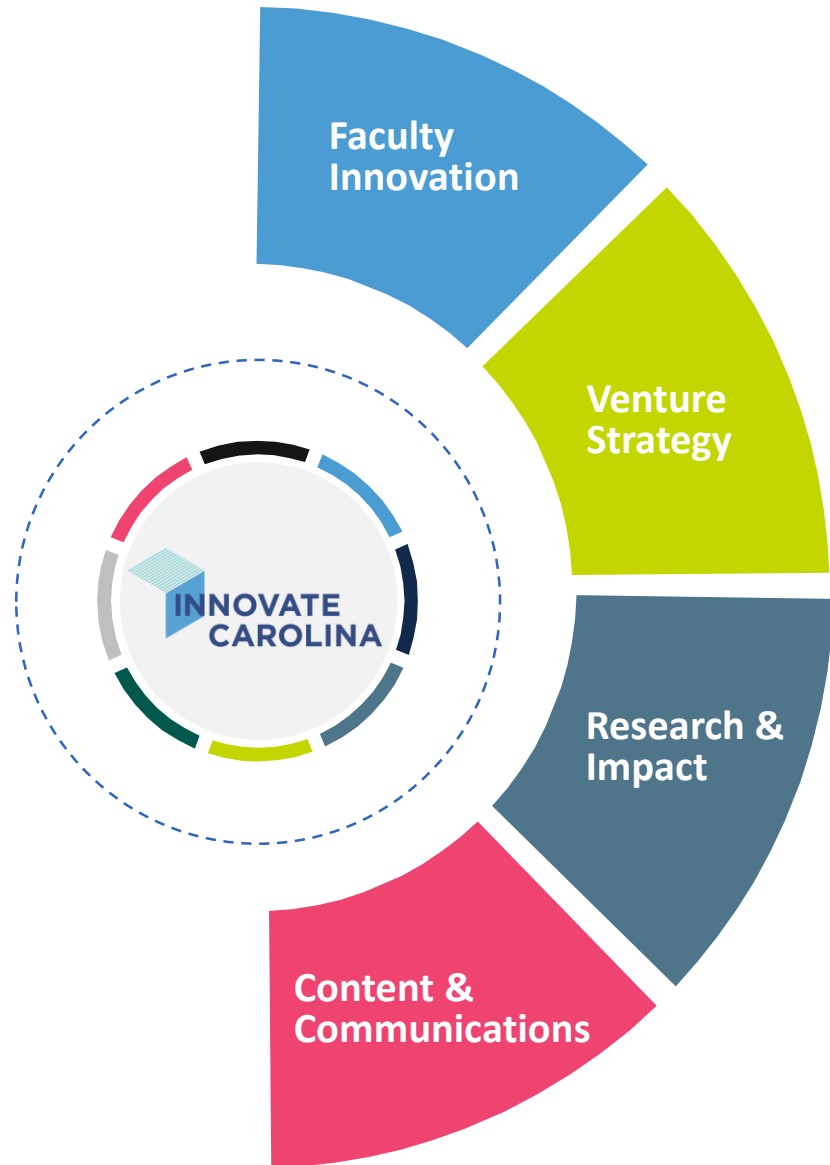 Faculty
Innovation
Venture
Strategy
INNOVATE
CAROLINA
Research &
Impact
Content &
Communications